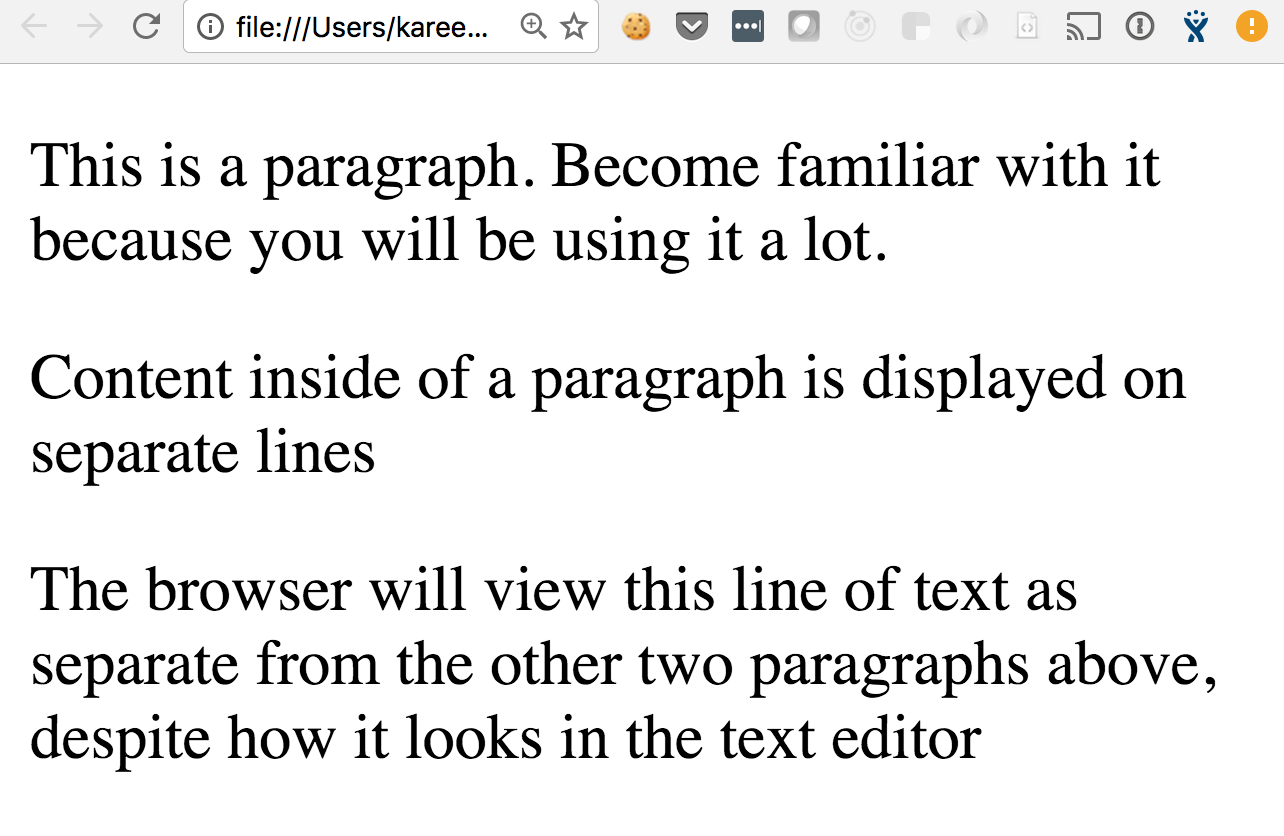 file:///Users/karee...
This is a paragraph. Become familiar with it
because you will be using it a lot.
Content inside of a paragraph is displayed on
separate lines
The browser will view this line of text as
separate from the other two paragraphs above,
despite how it looks in the text editor